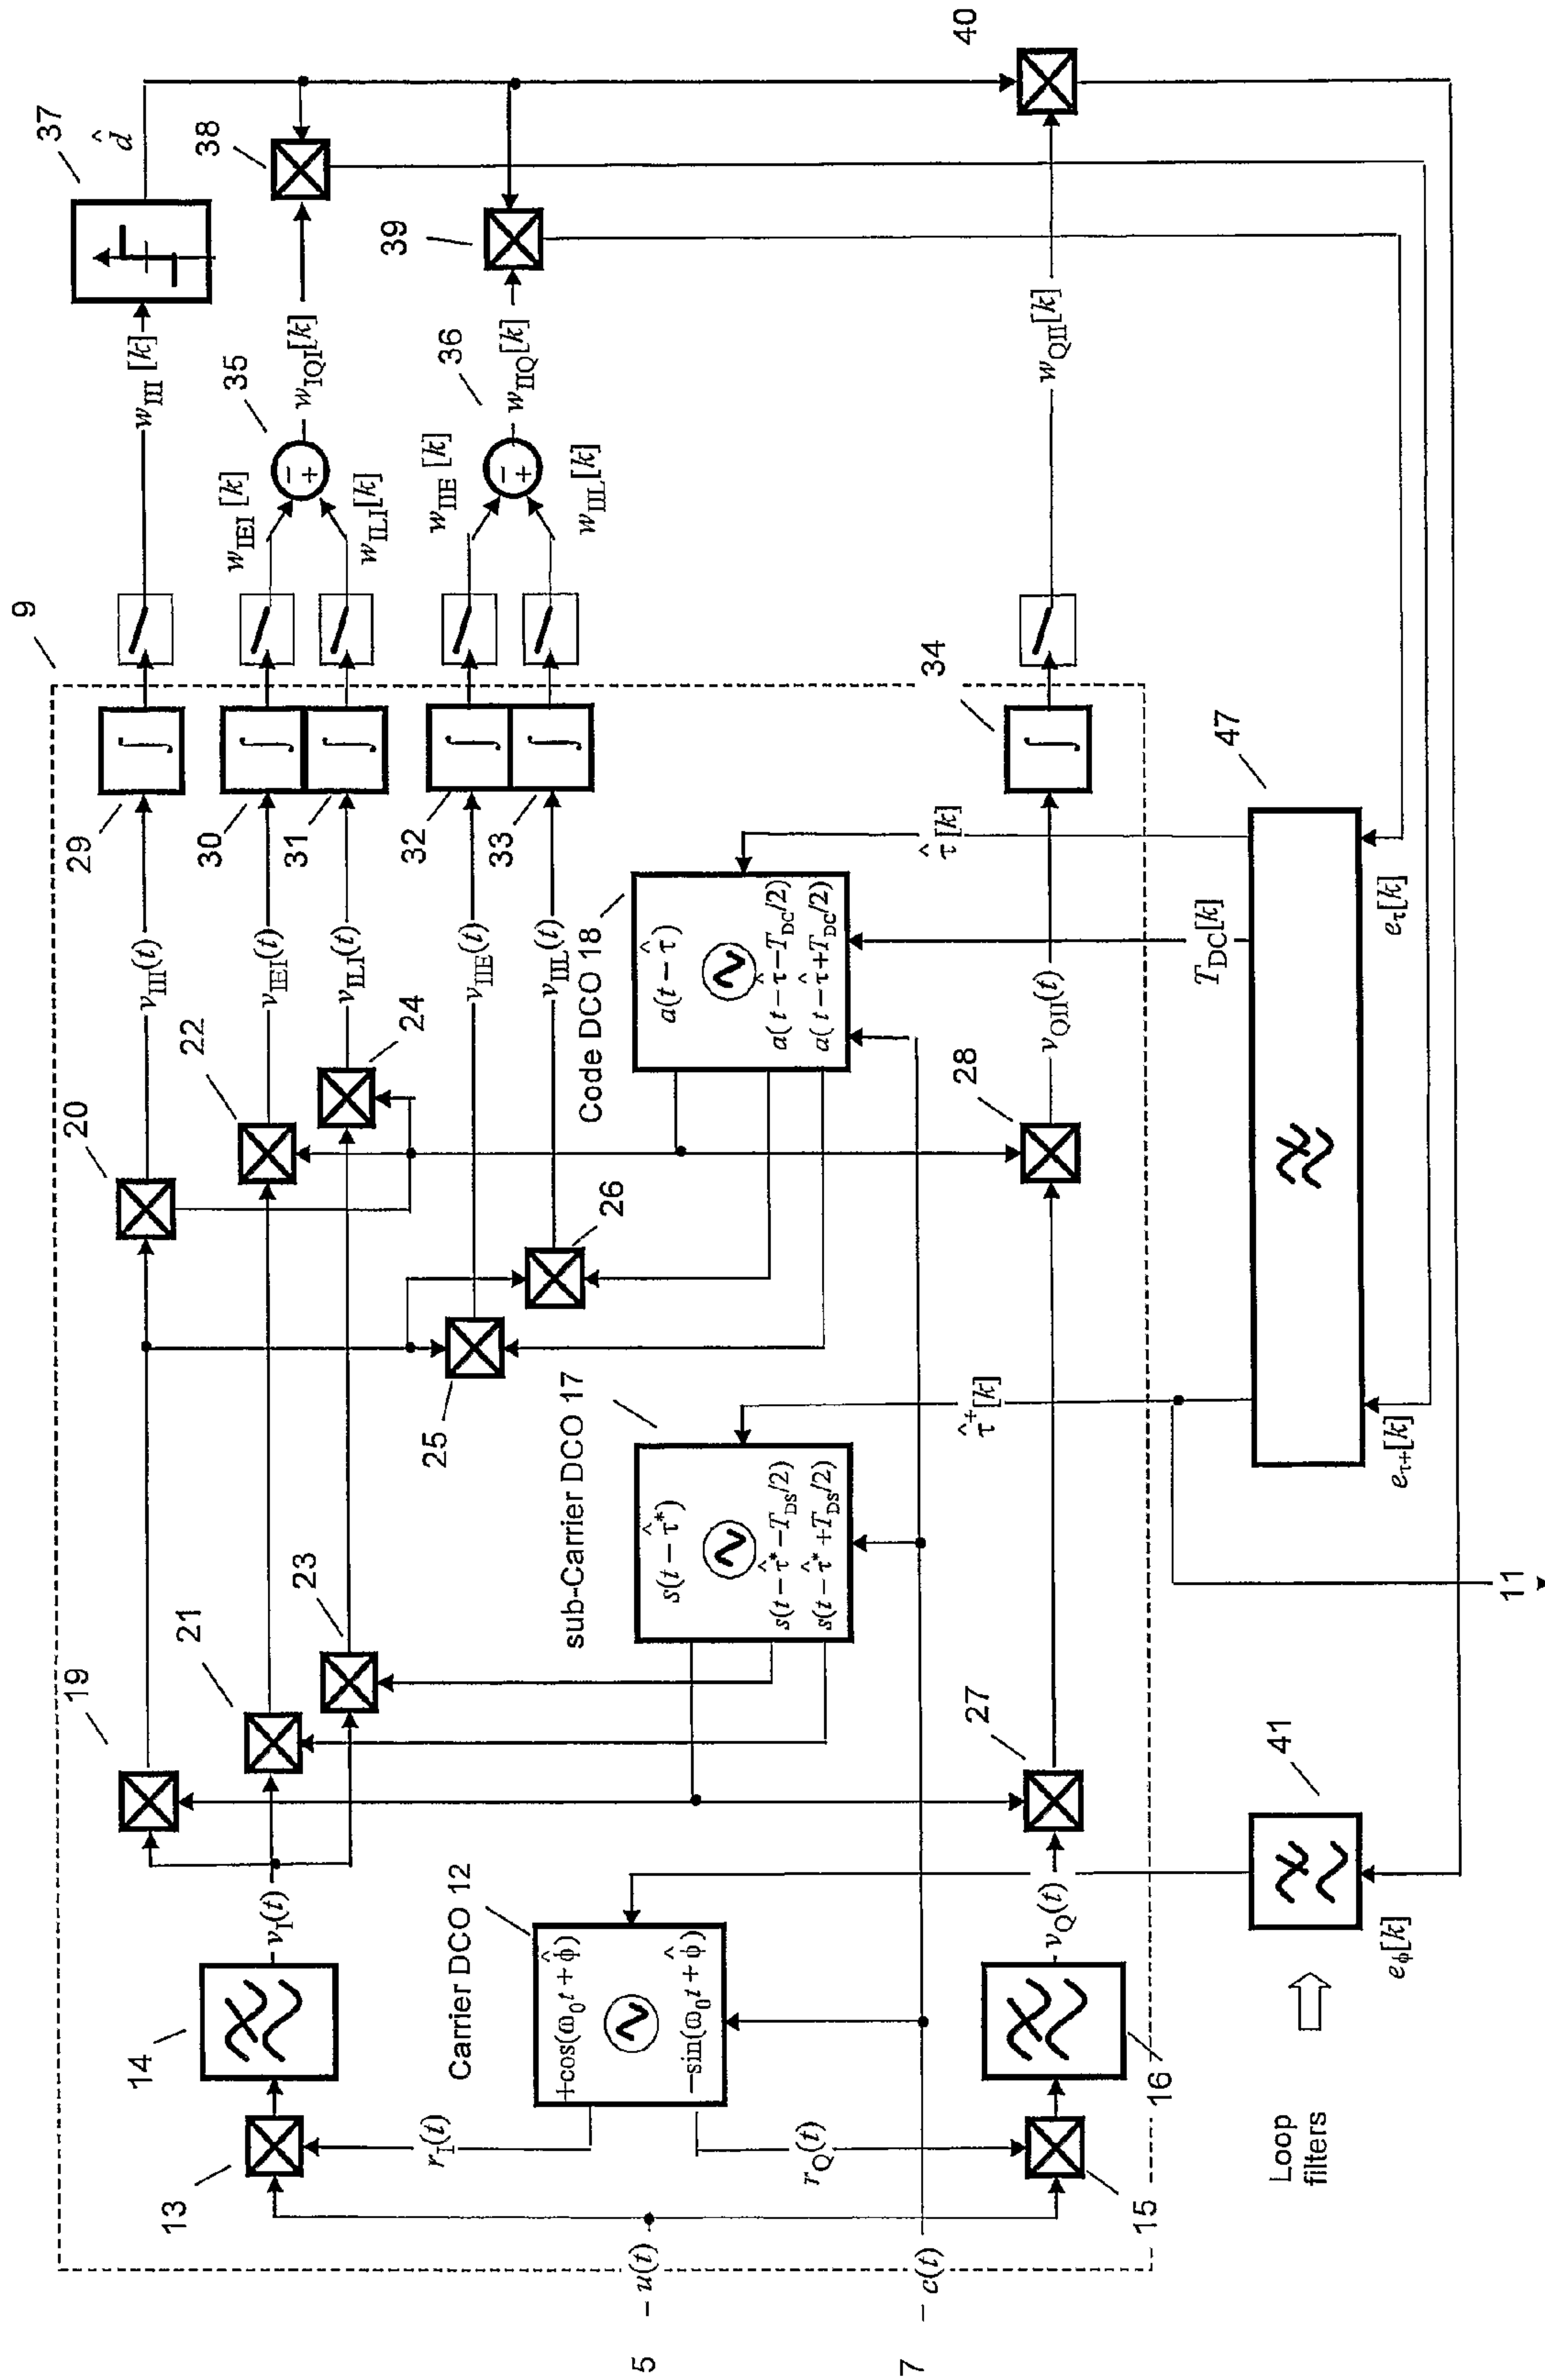 9
37
d̂
38
39
40
20
22
24
29
30
31
32
33
34
35
36
19
21
23
25
26
27
28
14
13
15
16
41
47
11
5
7
v_III(t)
v_IEI(t)
v_ILI(t)
v_IIE(t)
v_IIL(t)
v_QII(t)
w_III[k]
w_IEI[k]
w_ILI[k]
w_IQI[k]
w_IIE[k]
w_IIL[k]
w_IIQ[k]
w_QII[k]
−
+
−
+
v_I(t)
v_Q(t)
r_I(t)
r_Q(t)
u(t)
c(t)
Carrier DCO 12
+cos(ω₀t + φ̂)
−sin(ω₀t + φ̂)
sub-Carrier DCO 17
s(t − τ̂*)
s(t − τ̂* − T_DS/2)
s(t − τ̂* + T_DS/2)
Code DCO 18
a(t − τ̂)
a(t − τ̂ − T_DC/2)
a(t − τ̂ + T_DC/2)
τ̂⁺[k]
τ̂[k]
T_DC[k]
e_τ+[k]
e_τ[k]
e_φ[k]
Loop
filters